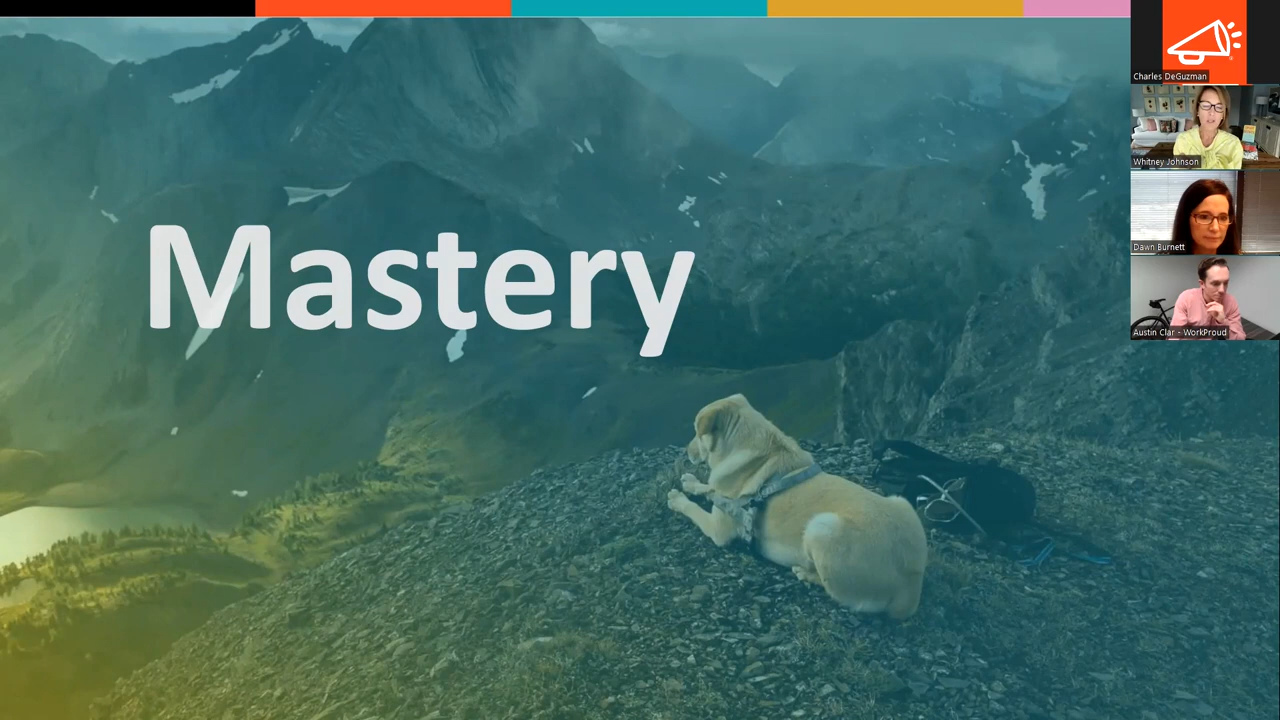 Mastery
Charles DeGuzman
Whitney Johnson
Dawn Burnett
Austin Clar - WorkProud